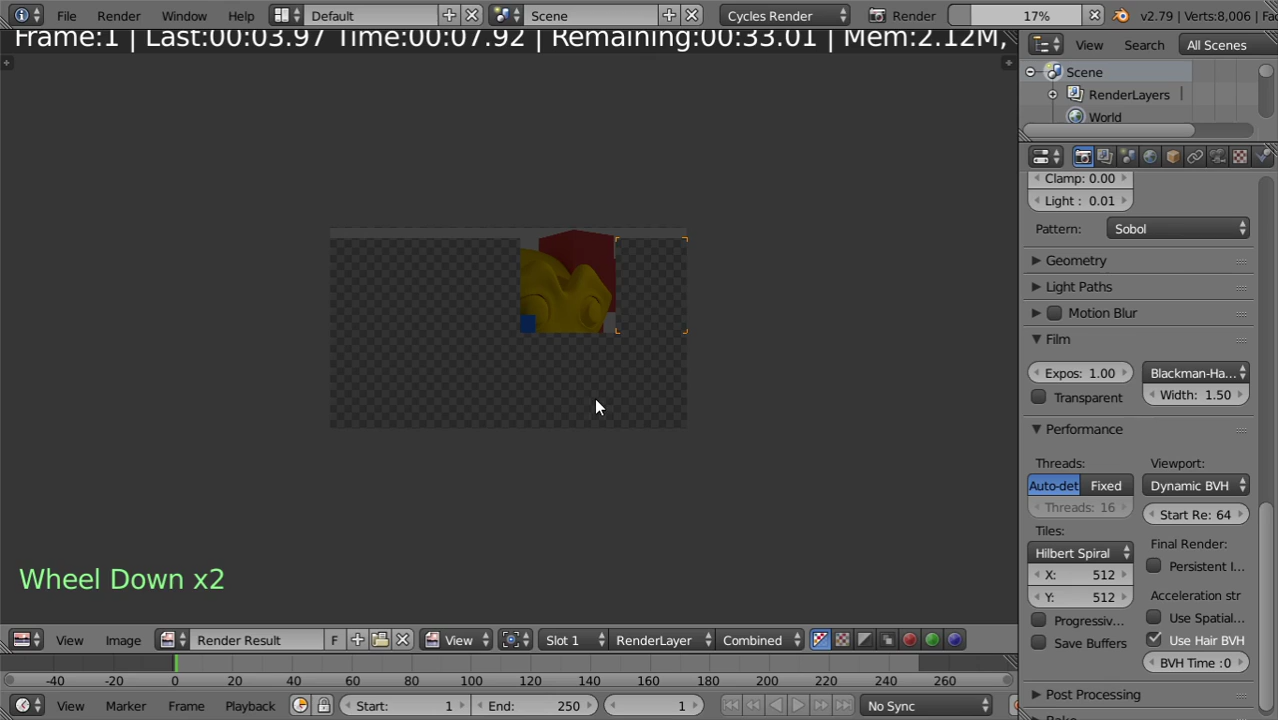 File Render Window Help Default Scene Cycles Render Render 17% v2.79 | Verts:8,006 | Fac
Frame:1 | Last:00:03.97 Time:00:07.92 | Remaining:00:33.01 | Mem:2.12M,
View Search All Scenes
Scene
RenderLayers
World
Clamp: 0.00
Light : 0.01
Pattern: Sobol
Geometry
Light Paths
Motion Blur
Film
Expos: 1.00 Blackman-Ha...
Transparent Width: 1.50
Performance
Threads: Viewport:
Auto-det Fixed Dynamic BVH
Threads: 16 Start Re: 64
Tiles: Final Render:
Hilbert Spiral
X: 512 Persistent I...
Y: 512 Acceleration str
Progressiv... Use Spatial...
Save Buffers Use Hair BVH
BVH Time :0
Post Processing
Wheel Down x2
View Image Render Result F View Slot 1 RenderLayer Combined
-40 -20 0 20 40 60 80 100 120 140 160 180 200 220 240 260
View Marker Frame Playback Start: 1 End: 250 1 No Sync